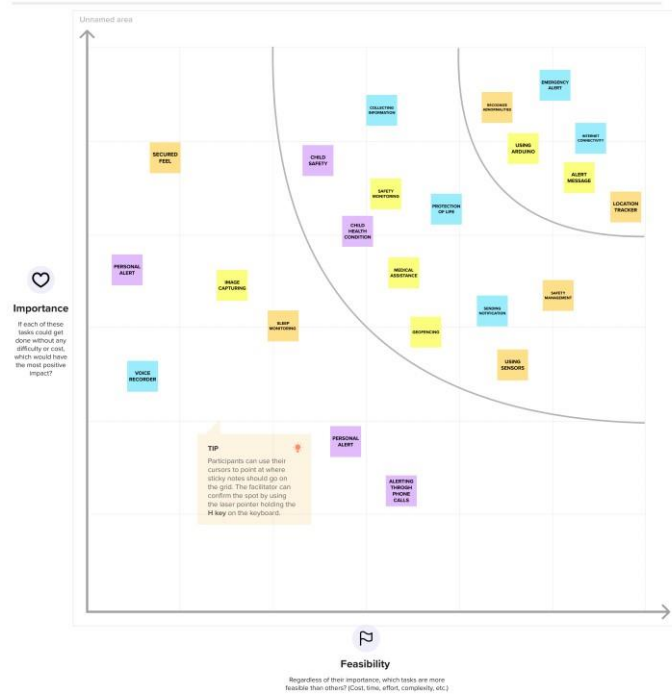 Unnamed area
EMERGENCY
ALERT
RECOGNIZE
ABNORMALITIES
COLLECTING
INFORMATION
INTERNET
CONNECTIVITY
USING
ARDUINO
SECURED
FEEL
CHILD
SAFETY
ALERT
MESSAGE
SAFETY
MONITORING
PROTECTION
OF LIFE
LOCATION
TRACKER
CHILD
HEALTH
CONDITION
PERSONAL
ALERT
MEDICAL
ASSISTANCE
IMAGE
CAPTURING
SAFETY
MANAGEMENT
SENDING
NOTIFICATION
SLEEP
MONITORING
GEOFENCING
USING
SENSORS
VOICE
RECORDER
Importance
If each of these
tasks could get
done without any
difficulty or cost,
which would have
the most positive
impact?
PERSONAL
ALERT
ALERTING
THROUGH
PHONE
CALLS
TIP
Participants can use their
cursors to point at where
sticky notes should go on
the grid. The facilitator can
confirm the spot by using
the laser pointer holding the
H key on the keyboard.
Feasibility
Regardless of their importance, which tasks are more
feasible than others? (Cost, time, effort, complexity, etc.)